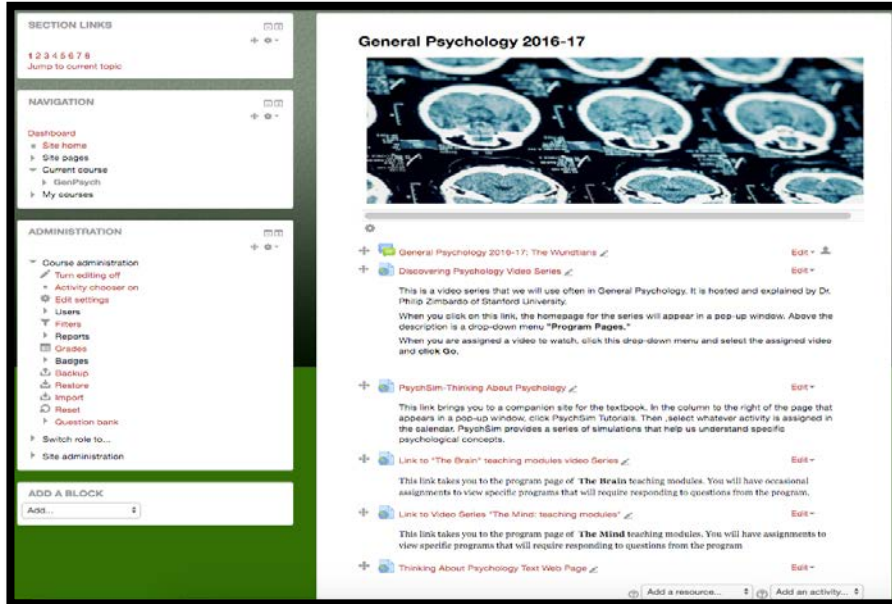 SECTION LINKS
1 2 3 4 5 6 7 8
Jump to current topic
NAVIGATION
Dashboard
Site home
Site pages
Current course
GenPsych
My courses
ADMINISTRATION
Course administration
Turn editing off
Activity chooser on
Edit settings
Users
Filters
Reports
Grades
Badges
Backup
Restore
Import
Reset
Question bank
Switch role to...
Site administration
ADD A BLOCK
Add...
General Psychology 2016-17
General Psychology 2016-17: The Wundtians
Edit
Discovering Psychology Video Series
Edit
This is a video series that we will use often in General Psychology. It is hosted and explained by Dr.
Philip Zimbardo of Stanford University.
When you click on this link, the homepage for the series will appear in a pop-up window. Above the
description is a drop-down menu "Program Pages."
When you are assigned a video to watch, click this drop-down menu and select the assigned video
and click Go.
PsychSim-Thinking About Psychology
Edit
This link brings you to a companion site for the textbook. In the column to the right of the page that
appears in a pop-up window, click PsychSim Tutorials. Then ,select whatever activity is assigned in
the calendar. PsychSim provides a series of simulations that help us understand specific
psychological concepts.
Link to "The Brain" teaching modules video Series
Edit
This link takes you to the program page of The Brain teaching modules. You will have occasional
assignments to view specific programs that will require responding to questions from the program.
Link to Video Series "The Mind: teaching modules"
Edit
This link takes you to the program page of The Mind teaching modules. You will have assignments to
view specific programs that will require responding to questions from the program
Thinking About Psychology Text Web Page
Edit
Add a resource...
Add an activity...